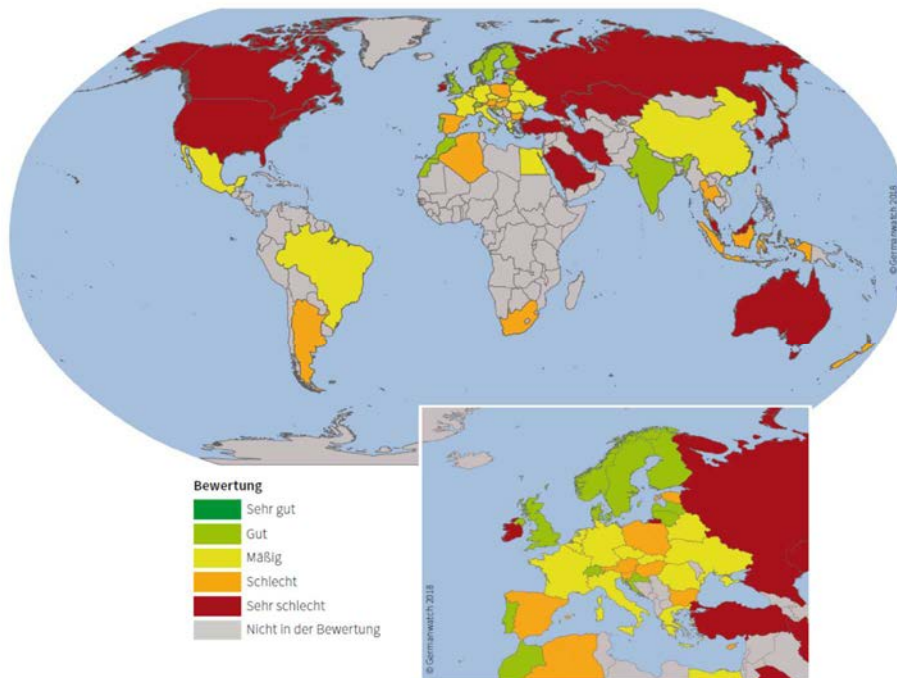 ©Germanwatch 2018
Bewertung
Sehr gut
Gut
Mäßig
Schlecht
Sehr schlecht
Nicht in der Bewertung
© Germanwatch 2018